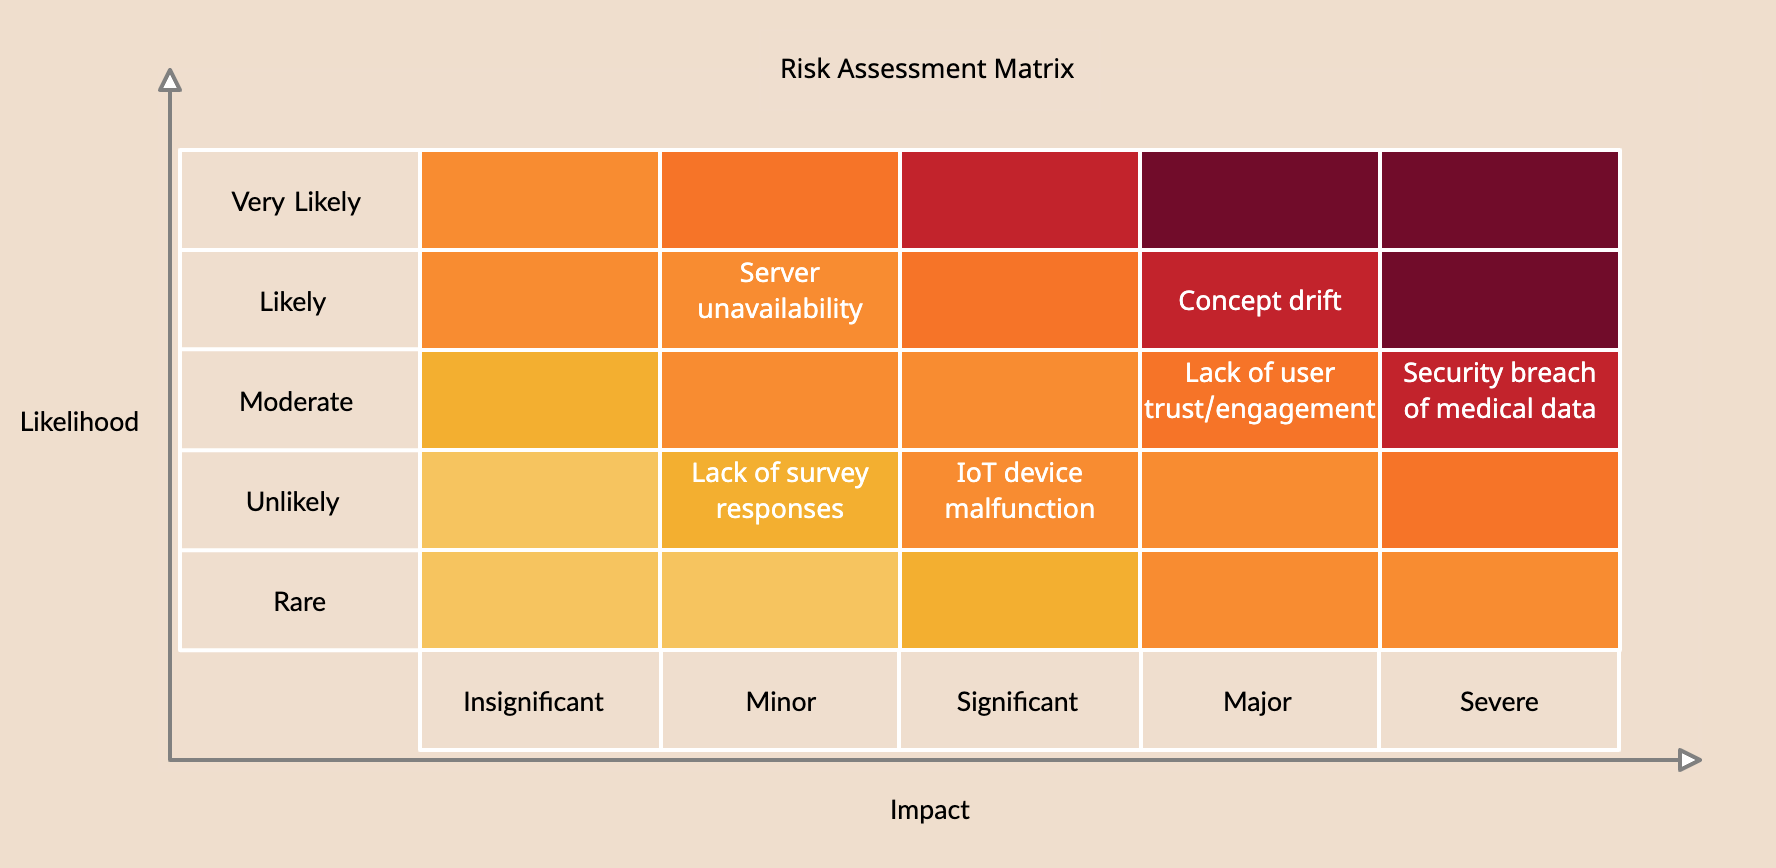 Risk Assessment Matrix
Very Likely
Server
unavailability
Likely
Concept drift
Lack of user
trust/engagement
Security breach
of medical data
Moderate
Likelihood
Lack of survey
responses
IoT device
malfunction
Unlikely
Rare
Insignificant
Minor
Significant
Major
Severe
Impact